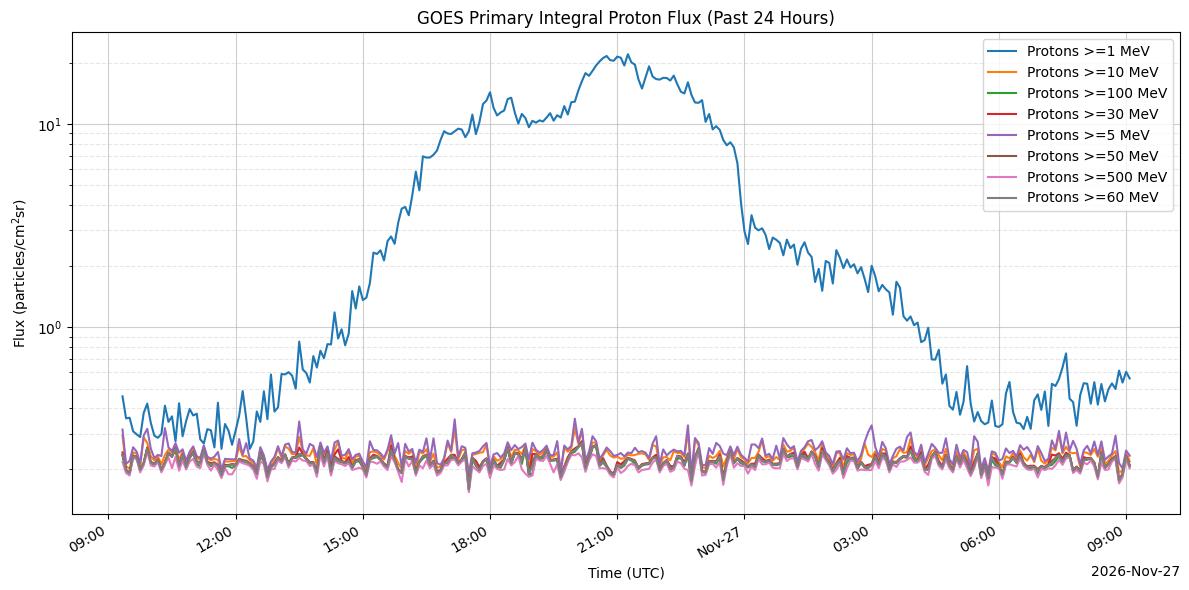 GOES Primary Integral Proton Flux (Past 24 Hours)
Protons >=1 MeV
Protons >=10 MeV
Protons >=100 MeV
Protons >=30 MeV
Protons >=5 MeV
Protons >=50 MeV
Protons >=500 MeV
Protons >=60 MeV
Flux (particles/cm²sr)
10¹
10⁰
09:00
12:00
15:00
18:00
21:00
Nov-27
03:00
06:00
09:00
Time (UTC)
2026-Nov-27